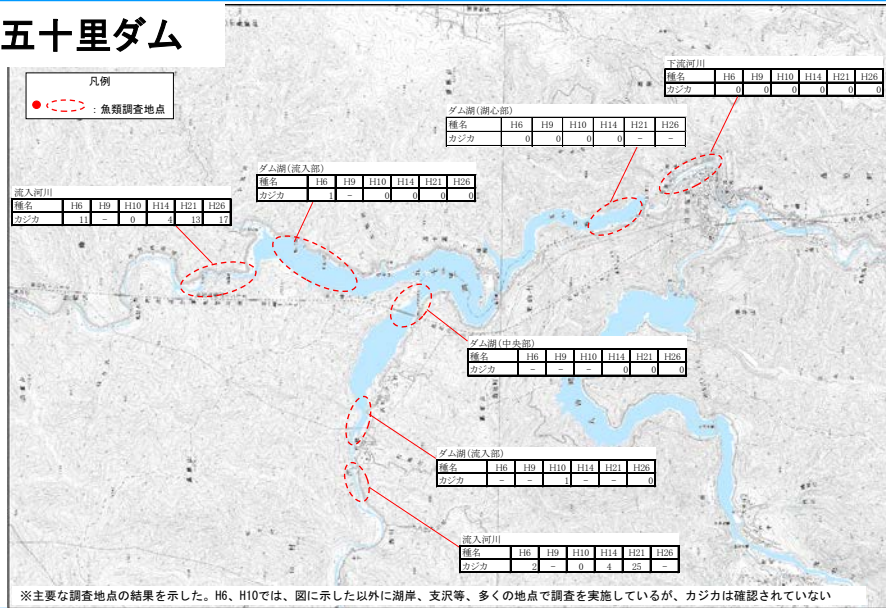 五十里ダム
凡例
：魚類調査地点
下流河川
種名 H6 H9 H10 H14 H21 H26
カジカ 0 0 0 0 0 0
ダム湖(湖心部)
種名 H6 H9 H10 H14 H21 H26
カジカ 0 0 0 0 - -
ダム湖(流入部)
種名 H6 H9 H10 H14 H21 H26
カジカ 1 - 0 0 0 0
流入河川
種名 H6 H9 H10 H14 H21 H26
カジカ 11 - 0 4 13 17
ダム湖(中央部)
種名 H6 H9 H10 H14 H21 H26
カジカ - - - 0 0 0
ダム湖(流入部)
種名 H6 H9 H10 H14 H21 H26
カジカ - - 1 - - 0
流入河川
種名 H6 H9 H10 H14 H21 H26
カジカ 2 - 0 4 25 -
※主要な調査地点の結果を示した。H6、H10では、図に示した以外に湖岸、支沢等、多くの地点で調査を実施しているが、カジカは確認されていない